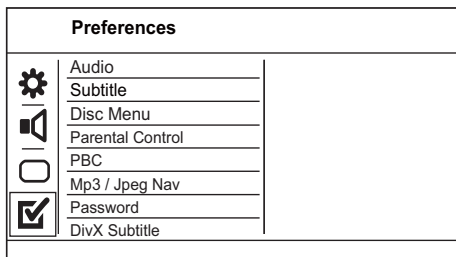 Preferences
Audio
Subtitle
Disc Menu
Parental Control
PBC
Mp3 / Jpeg Nav
Password
DivX Subtitle